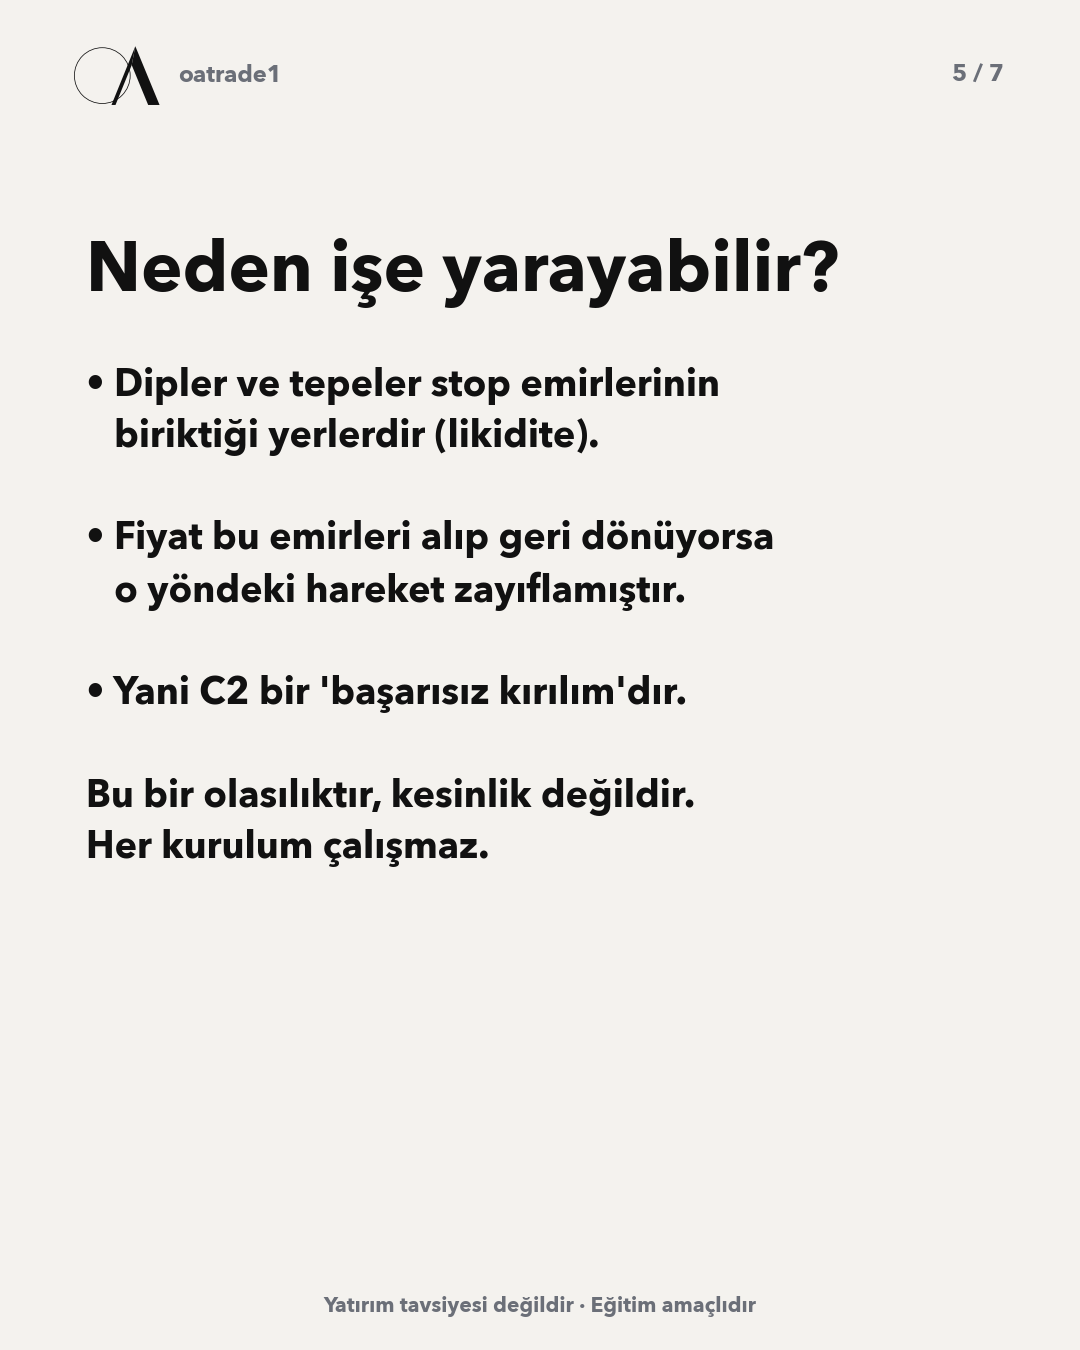 oatrade1
5 / 7
Neden işe yarayabilir?
• Dipler ve tepeler stop emirlerinin
biriktiği yerlerdir (likidite).
• Fiyat bu emirleri alıp geri dönüyorsa
o yöndeki hareket zayıflamıştır.
• Yani C2 bir 'başarısız kırılım'dır.
Bu bir olasılıktır, kesinlik değildir.
Her kurulum çalışmaz.
Yatırım tavsiyesi değildir · Eğitim amaçlıdır